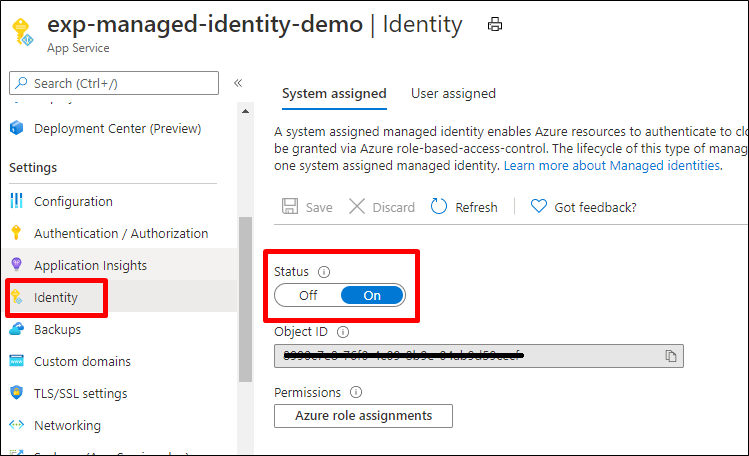 exp-managed-identity-demo | Identity
App Service
Search (Ctrl+/)
«
Deployment Center (Preview)
Settings
Configuration
Authentication / Authorization
Application Insights
Identity
Backups
Custom domains
TLS/SSL settings
Networking
System assigned
User assigned
A system assigned managed identity enables Azure resources to authenticate to clo
be granted via Azure role-based-access-control. The lifecycle of this type of manag
one system assigned managed identity. Learn more about Managed identities.
Save
Discard
Refresh
Got feedback?
Status
Off
On
Object ID
Permissions
Azure role assignments